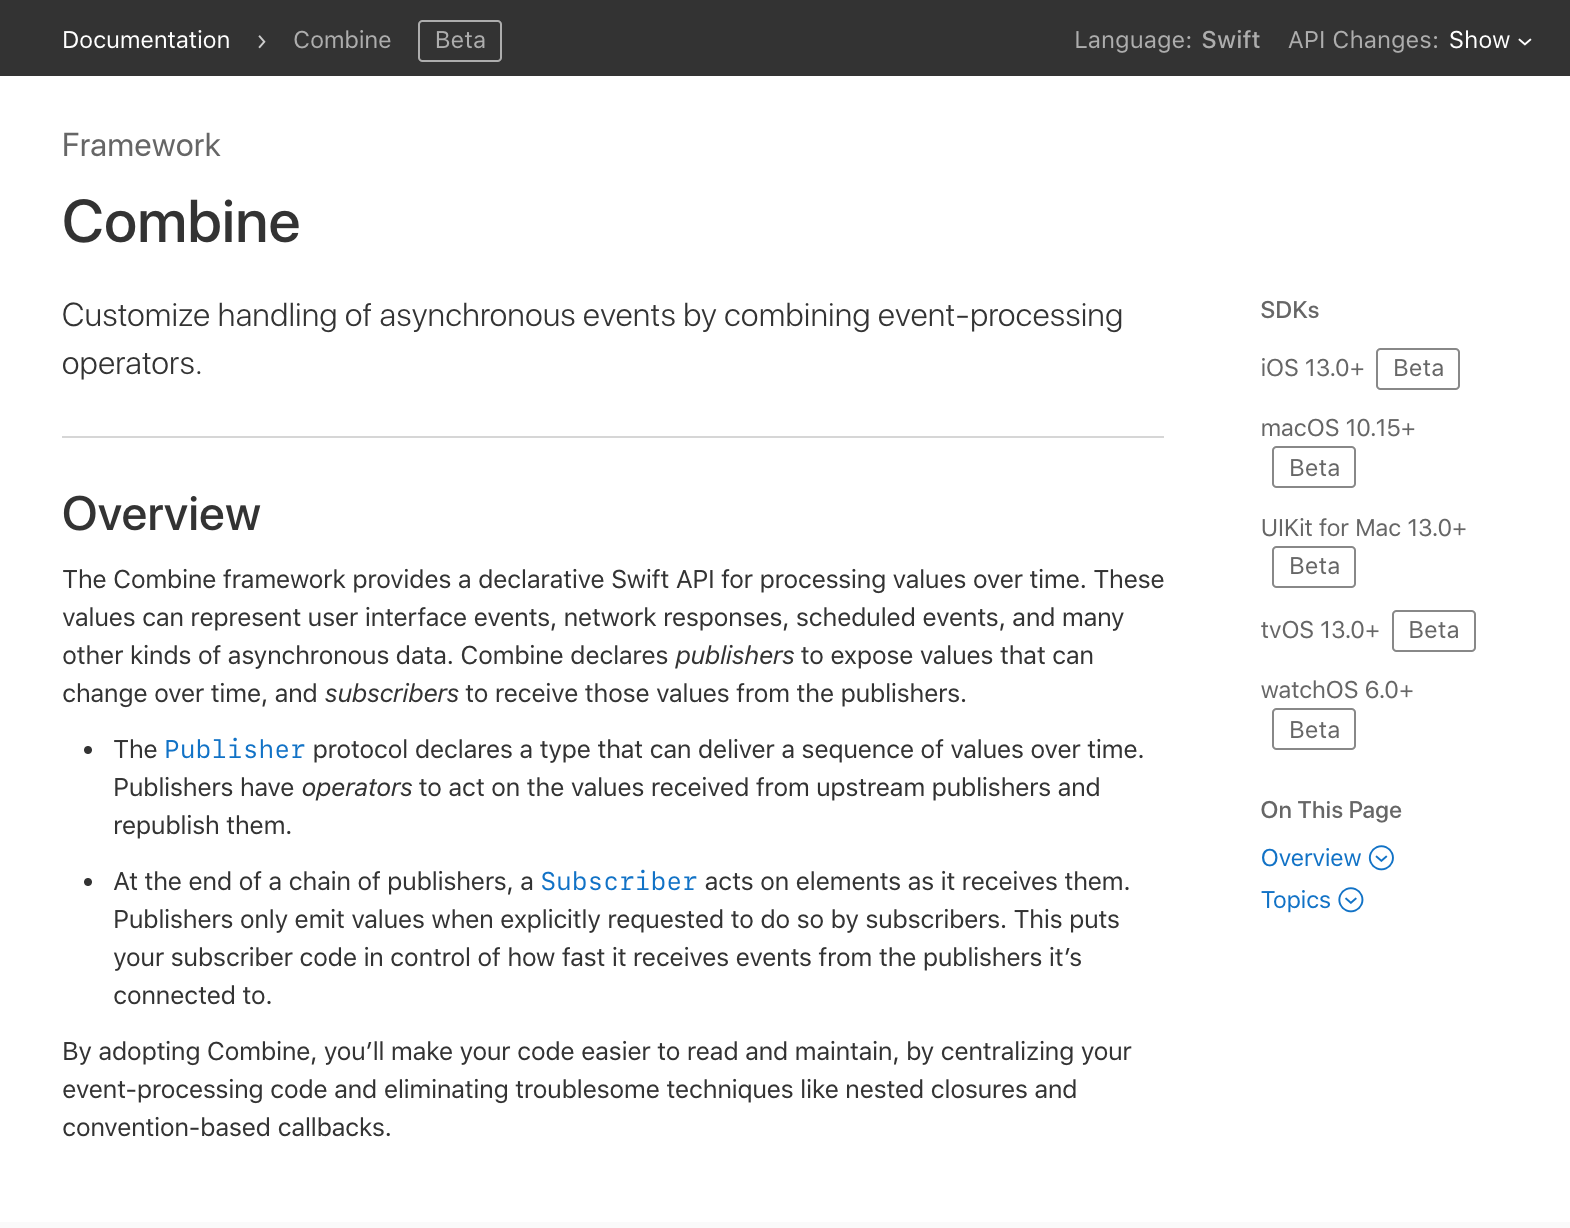 Documentation > Combine Beta Language: Swift API Changes: Show
Framework
Combine
Customize handling of asynchronous events by combining event-processing
operators.
Overview
The Combine framework provides a declarative Swift API for processing values over time. These
values can represent user interface events, network responses, scheduled events, and many
other kinds of asynchronous data. Combine declares publishers to expose values that can
change over time, and subscribers to receive those values from the publishers.
• The Publisher protocol declares a type that can deliver a sequence of values over time.
Publishers have operators to act on the values received from upstream publishers and
republish them.
• At the end of a chain of publishers, a Subscriber acts on elements as it receives them.
Publishers only emit values when explicitly requested to do so by subscribers. This puts
your subscriber code in control of how fast it receives events from the publishers it’s
connected to.
By adopting Combine, you’ll make your code easier to read and maintain, by centralizing your
event-processing code and eliminating troublesome techniques like nested closures and
convention-based callbacks.
SDKs
iOS 13.0+ Beta
macOS 10.15+
Beta
UIKit for Mac 13.0+
Beta
tvOS 13.0+ Beta
watchOS 6.0+
Beta
On This Page
Overview
Topics